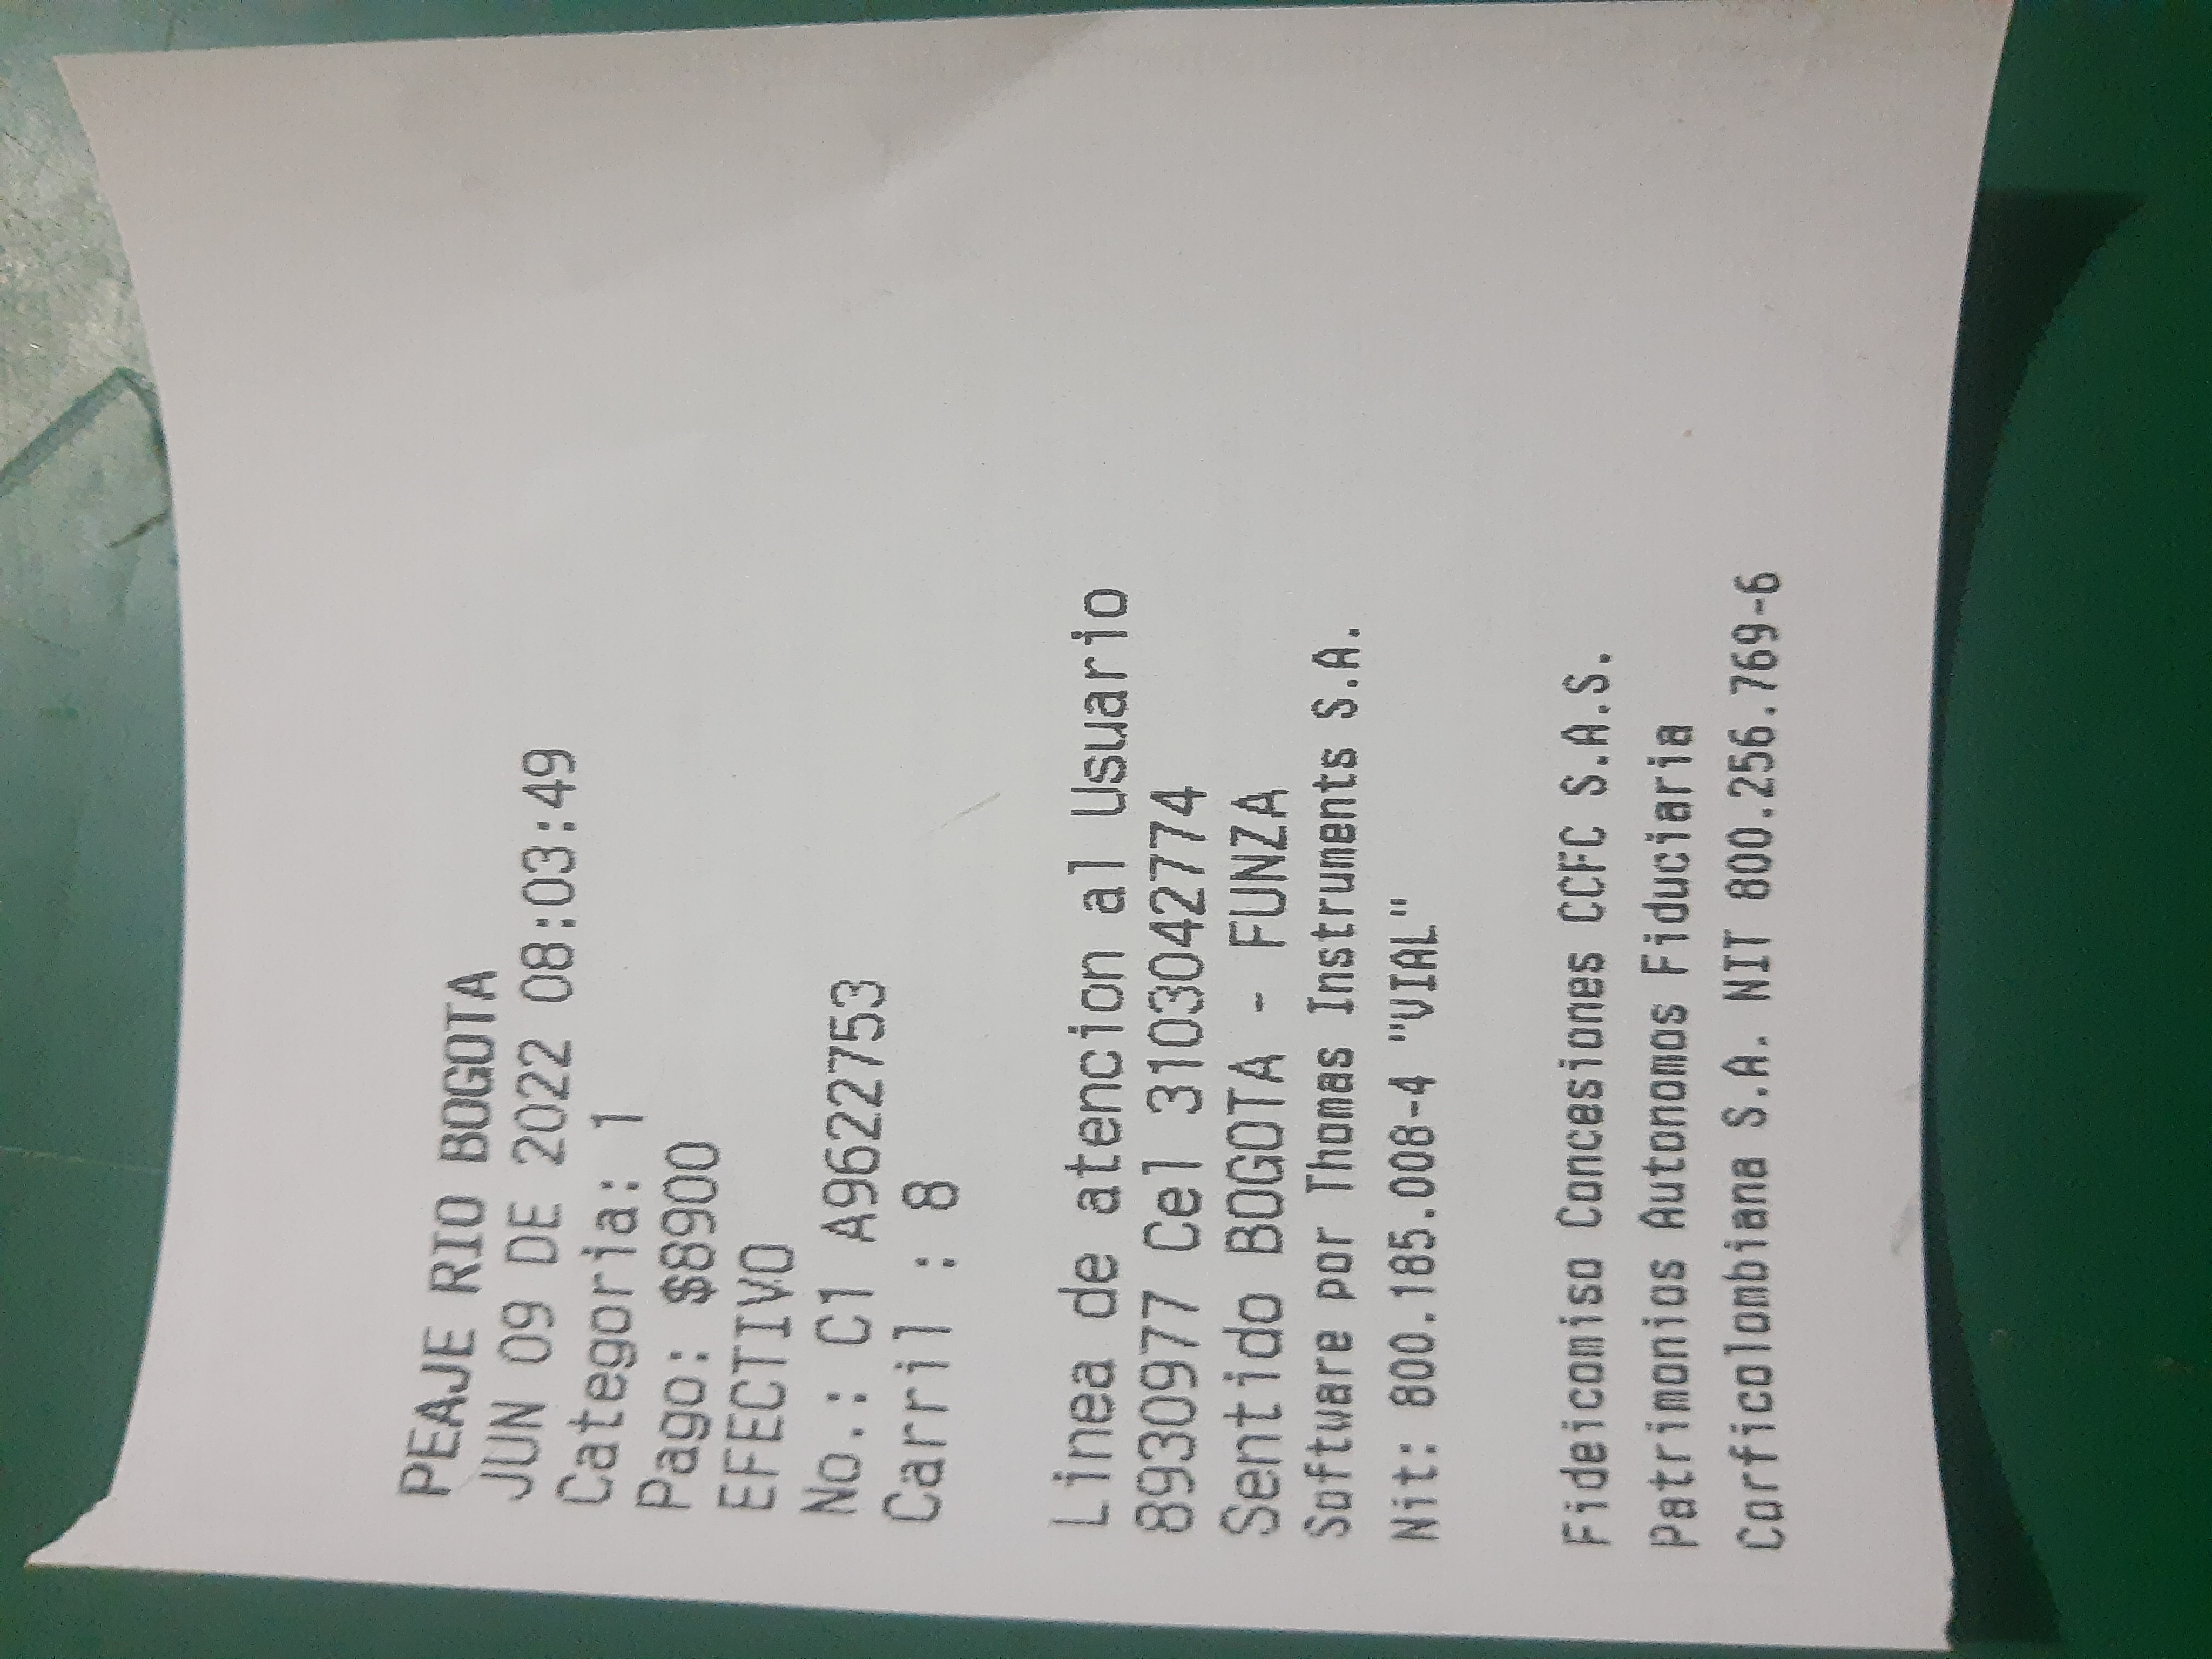 PEAJE RIO BOGOTA
JUN 09 DE 2022 08:03:49
Categoria: 1
Pago: $8900
EFECTIVO
No.: C1 A9622753
Carril : 8
Linea de atencion al Usuario
8930977 Cel 3103042774
Sentido BOGOTA - FUNZA
Software por Thomas Instruments S.A.
Nit: 800.185.008-4 "VIAL"
Fideicomiso Concesiones CCFC S.A.S.
Patrimonios Autonomos Fiduciaria
Corficolombiana S.A. NIT 800.256.769-6